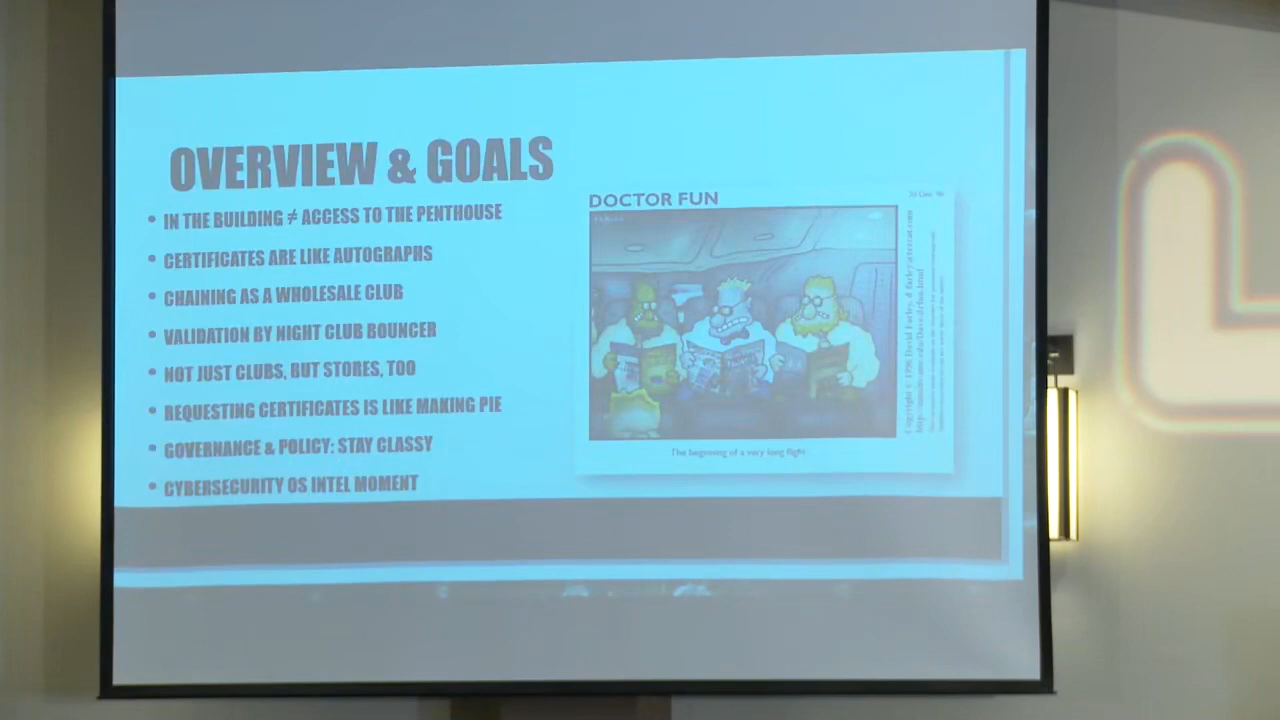 OVERVIEW & GOALS
• IN THE BUILDING ≠ ACCESS TO THE PENTHOUSE
• CERTIFICATES ARE LIKE AUTOGRAPHS
• CHAINING AS A WHOLESALE CLUB
• VALIDATION BY NIGHT CLUB BOUNCER
• NOT JUST CLUBS, BUT STORES, TOO
• REQUESTING CERTIFICATES IS LIKE MAKING PIE
• GOVERNANCE & POLICY: STAY CLASSY
• CYBERSECURITY OS INTEL MOMENT
DOCTOR FUN
The beginning of a very long flight.